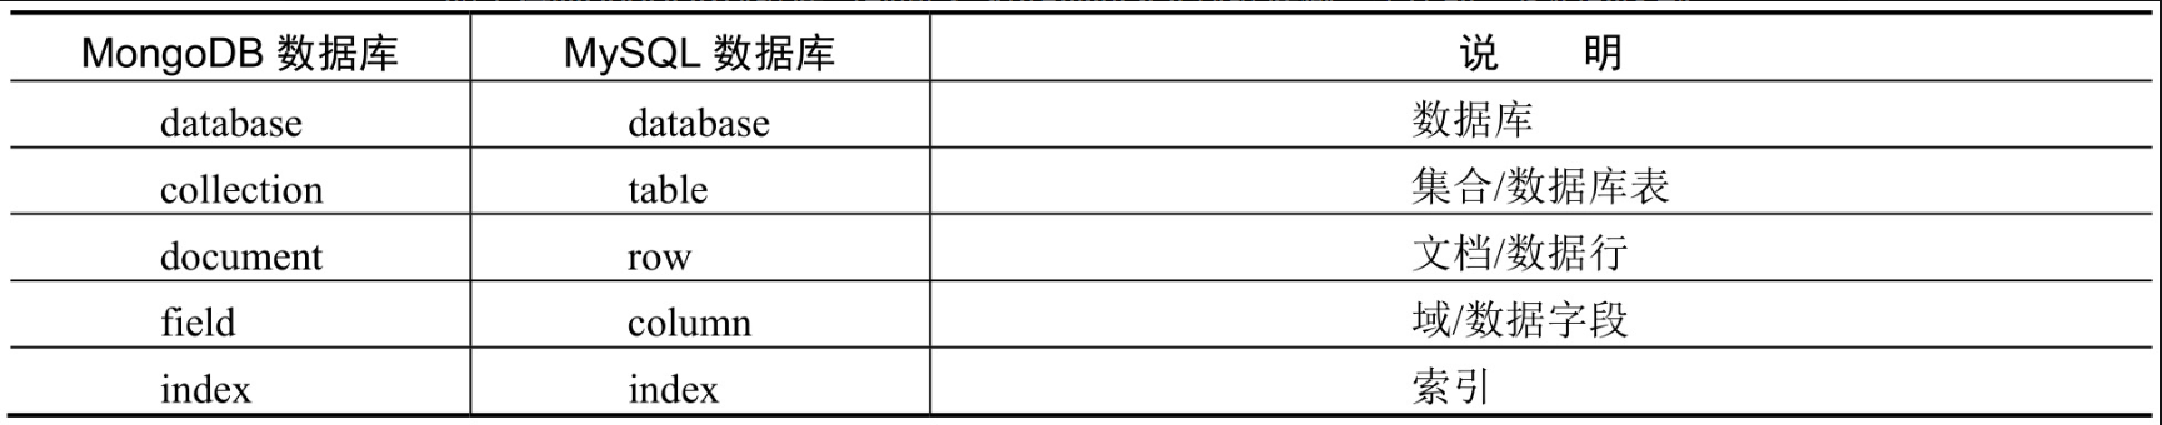 MongoDB 数据库 MySQL 数据库 说 明
database database 数据库
collection table 集合/数据库表
document row 文档/数据行
field column 域/数据字段
index index 索引